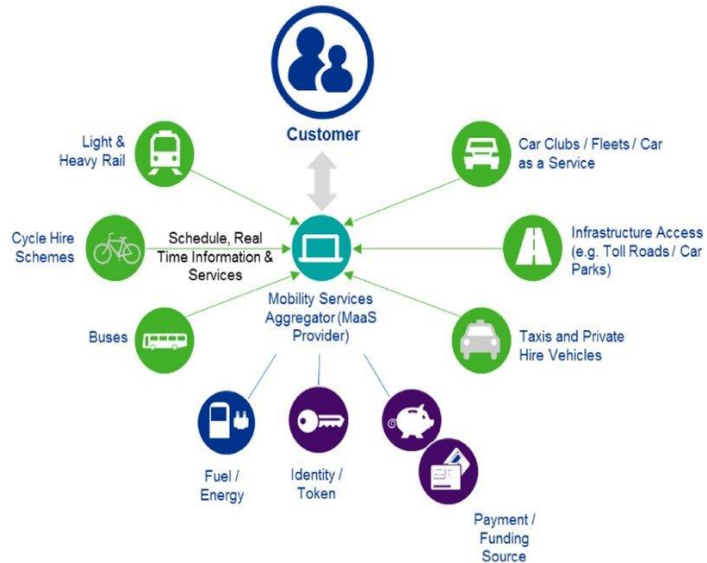 Customer
Light &
Heavy Rail
Car Clubs / Fleets / Car
as a Service
Cycle Hire
Schemes
Schedule, Real
Time Information &
Services
Infrastructure Access
(e.g. Toll Roads / Car
Parks)
Mobility Services
Aggregator (MaaS
Provider)
Buses
Taxis and Private
Hire Vehicles
Fuel /
Energy
Identity /
Token
Payment /
Funding
Source